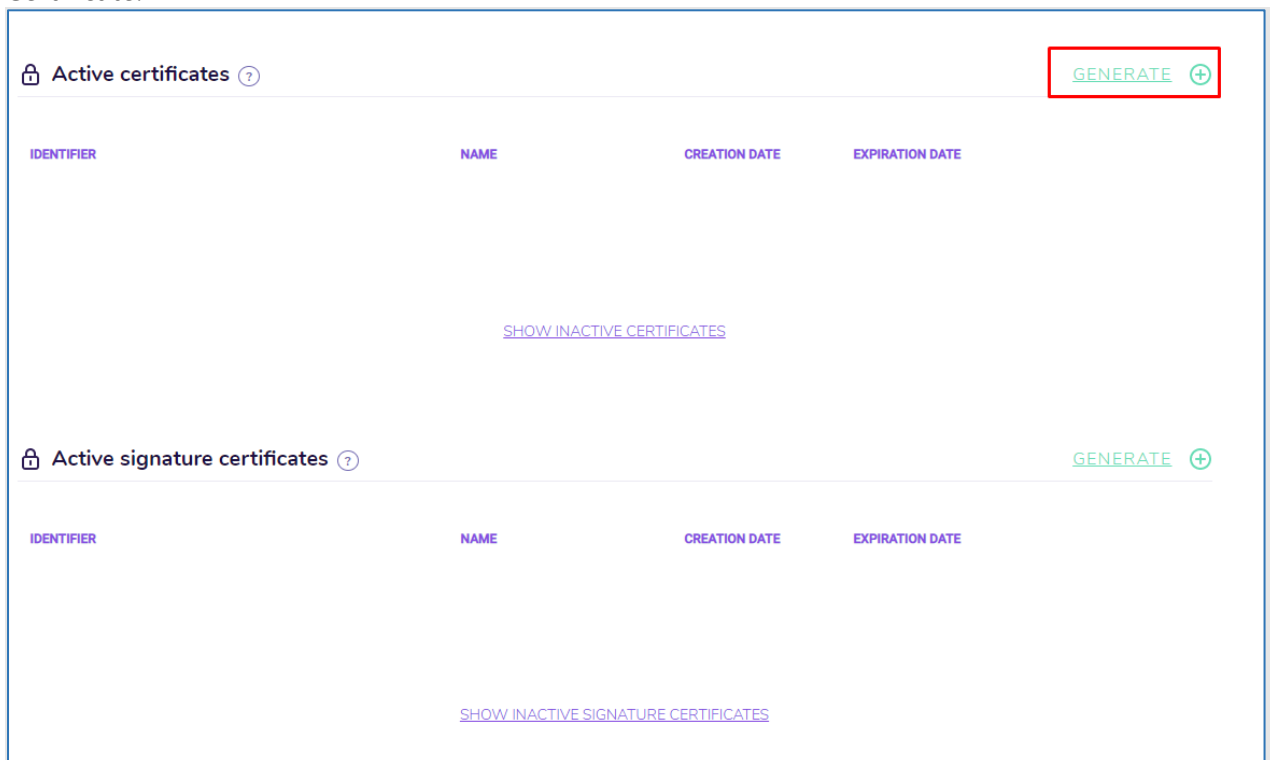 Active certificates ?
GENERATE
IDENTIFIER NAME CREATION DATE EXPIRATION DATE
SHOW INACTIVE CERTIFICATES
Active signature certificates ?
GENERATE
IDENTIFIER NAME CREATION DATE EXPIRATION DATE
SHOW INACTIVE SIGNATURE CERTIFICATES